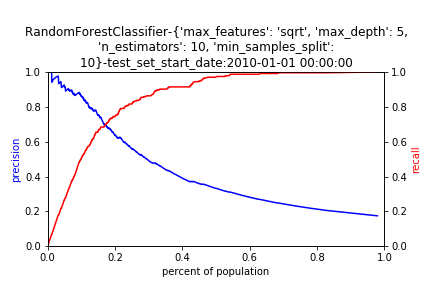 RandomForestClassifier-{'max_features': 'sqrt', 'max_depth': 5,
'n_estimators': 10, 'min_samples_split':
10}-test_set_start_date:2010-01-01 00:00:00
1.0 1.0
0.8 0.8
0.6 0.6
0.4 0.4
0.2 0.2
0.0 0.0
precision
recall
0.0 0.2 0.4 0.6 0.8 1.0
percent of population